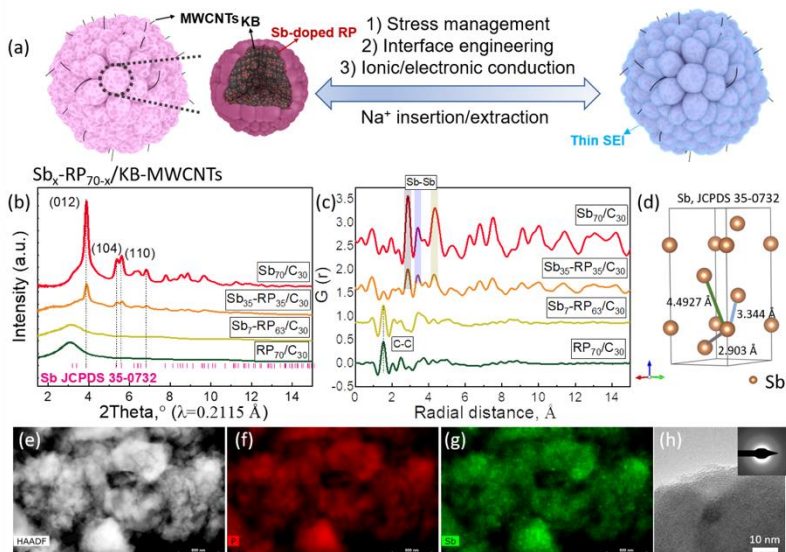 (a)
MWCNTs
KB
Sb-doped RP
1) Stress management
2) Interface engineering
3) Ionic/electronic conduction
Na⁺ insertion/extraction
Thin SEI
Sbₓ-RP₇₀₋ₓ/KB-MWCNTs
(b)
(012)
(104)
(110)
Sb₇₀/C₃₀
Sb₃₅-RP₃₅/C₃₀
Sb₇-RP₆₃/C₃₀
RP₇₀/C₃₀
Sb JCPDS 35-0732
Intensity (a.u.)
2 4 6 8 10 12 14
2Theta,° (λ=0.2115 Å)
(c)
Sb-Sb
Sb₇₀/C₃₀
Sb₃₅-RP₃₅/C₃₀
Sb₇-RP₆₃/C₃₀
C-C
RP₇₀/C₃₀
G (r)
3.5
3.0
2.5
2.0
1.5
1.0
0.5
0.0
-0.5
0 2 4 6 8 10 12 14
Radial distance, Å
(d)
Sb, JCPDS 35-0732
4.4927 Å
3.344 Å
2.903 Å
Sb
(e)
HAADF
(f)
P
(g)
Sb
(h)
10 nm